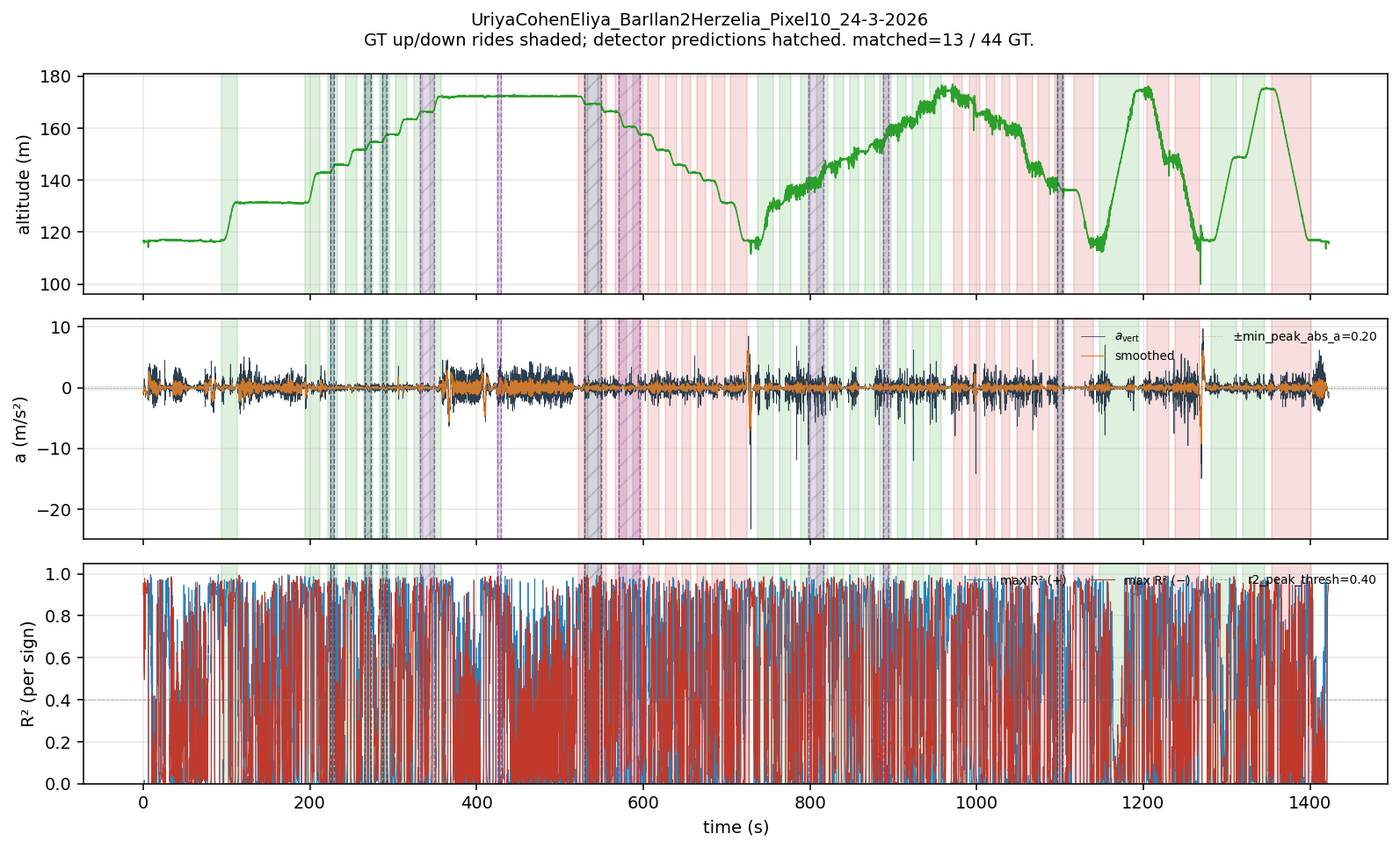 UriyaCohenEliya_BarIlan2Herzelia_Pixel10_24-3-2026
GT up/down rides shaded; detector predictions hatched. matched=13 / 44 GT.
180
160
140
120
100
altitude (m)
10
0
−10
−20
a (m/s²)
a_vert
smoothed
±min_peak_abs_a=0.20
1.0
0.8
0.6
0.4
0.2
0.0
R² (per sign)
max R² (+)
max R² (−)
r2_peak_thresh=0.40
0 200 400 600 800 1000 1200 1400
time (s)